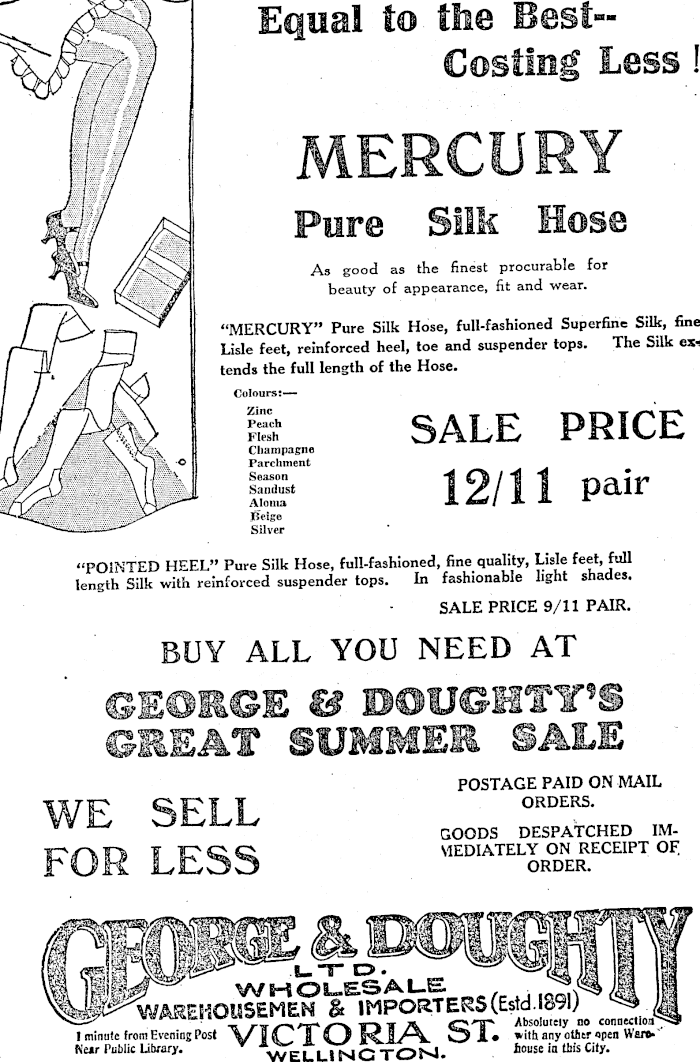 Equal to the Best--
Costing Less !
MERCURY
Pure Silk Hose
As good as the finest procurable for
beauty of appearance, fit and wear.
"MERCURY" Pure Silk Hose, full-fashioned Superfine Silk, fine
Lisle feet, reinforced heel, toe and suspender tops. The Silk ex-
tends the full length of the Hose.
Colours:—
Zinc
Peach
Flesh
Champagne
Parchment
Season
Sandust
Aloma
Beige
Silver
SALE PRICE
12/11 pair
"POINTED HEEL" Pure Silk Hose, full-fashioned, fine quality, Lisle feet, full
length Silk with reinforced suspender tops. In fashionable light shades.
SALE PRICE 9/11 PAIR.
BUY ALL YOU NEED AT
GEORGE & DOUGHTY'S
GREAT SUMMER SALE
WE SELL
FOR LESS
POSTAGE PAID ON MAIL
ORDERS.
GOODS DESPATCHED IM-
MEDIATELY ON RECEIPT OF
ORDER.
GEORGE & DOUGHTY
LTD.
WHOLESALE
WAREHOUSEMEN & IMPORTERS (Estd. 1891)
1 minute from Evening Post
Near Public Library.
VICTORIA ST.
WELLINGTON.
Absolutely no connection
with any other open Ware-
house in this City.